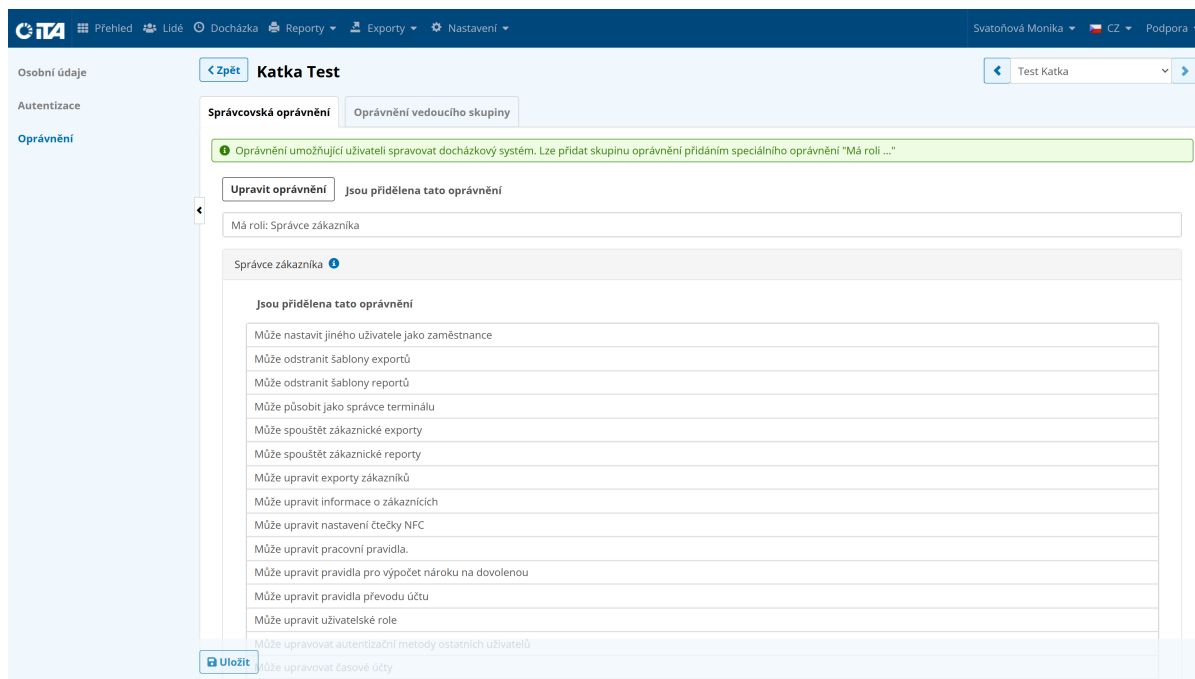 iTA Přehled Lidé Docházka Reporty Exporty Nastavení Svatoňová Monika CZ Podpora
Osobní údaje
Autentizace
Oprávnění
Zpět Katka Test Test Katka
Správcovská oprávnění Oprávnění vedoucího skupiny
Oprávnění umožňující uživateli spravovat docházkový systém. Lze přidat skupinu oprávnění přidáním speciálního oprávnění "Má roli ..."
Upravit oprávnění Jsou přidělena tato oprávnění
Má roli: Správce zákazníka
Správce zákazníka
Jsou přidělena tato oprávnění
Může nastavit jiného uživatele jako zaměstnance
Může odstranit šablony exportů
Může odstranit šablony reportů
Může působit jako správce terminálu
Může spouštět zákaznické exporty
Může spouštět zákaznické reporty
Může upravit exporty zákazníků
Může upravit informace o zákaznících
Může upravit nastavení čtečky NFC
Může upravit pracovní pravidla.
Může upravit pravidla pro výpočet nároku na dovolenou
Může upravit pravidla převodu účtu
Může upravit uživatelské role
Může upravovat autentizační metody ostatních uživatelů
Uložit
Může upravovat časové účty